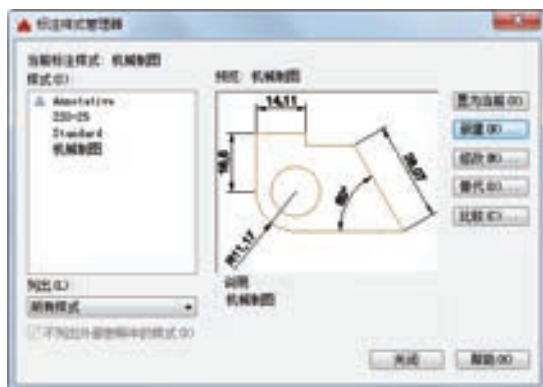 标注样式管理器
当前标注样式: 机械制图
样式(S):
Annotative
ISO-25
Standard
机械制图
预览: 机械制图
14,11
16,6
28,07
60°
R11,17
置为当前(U)
新建(N)...
修改(M)...
替代(O)...
比较(C)...
列出(L):
所有样式
不列出外部参照中的样式(D)
说明
机械制图
关闭
帮助(H)